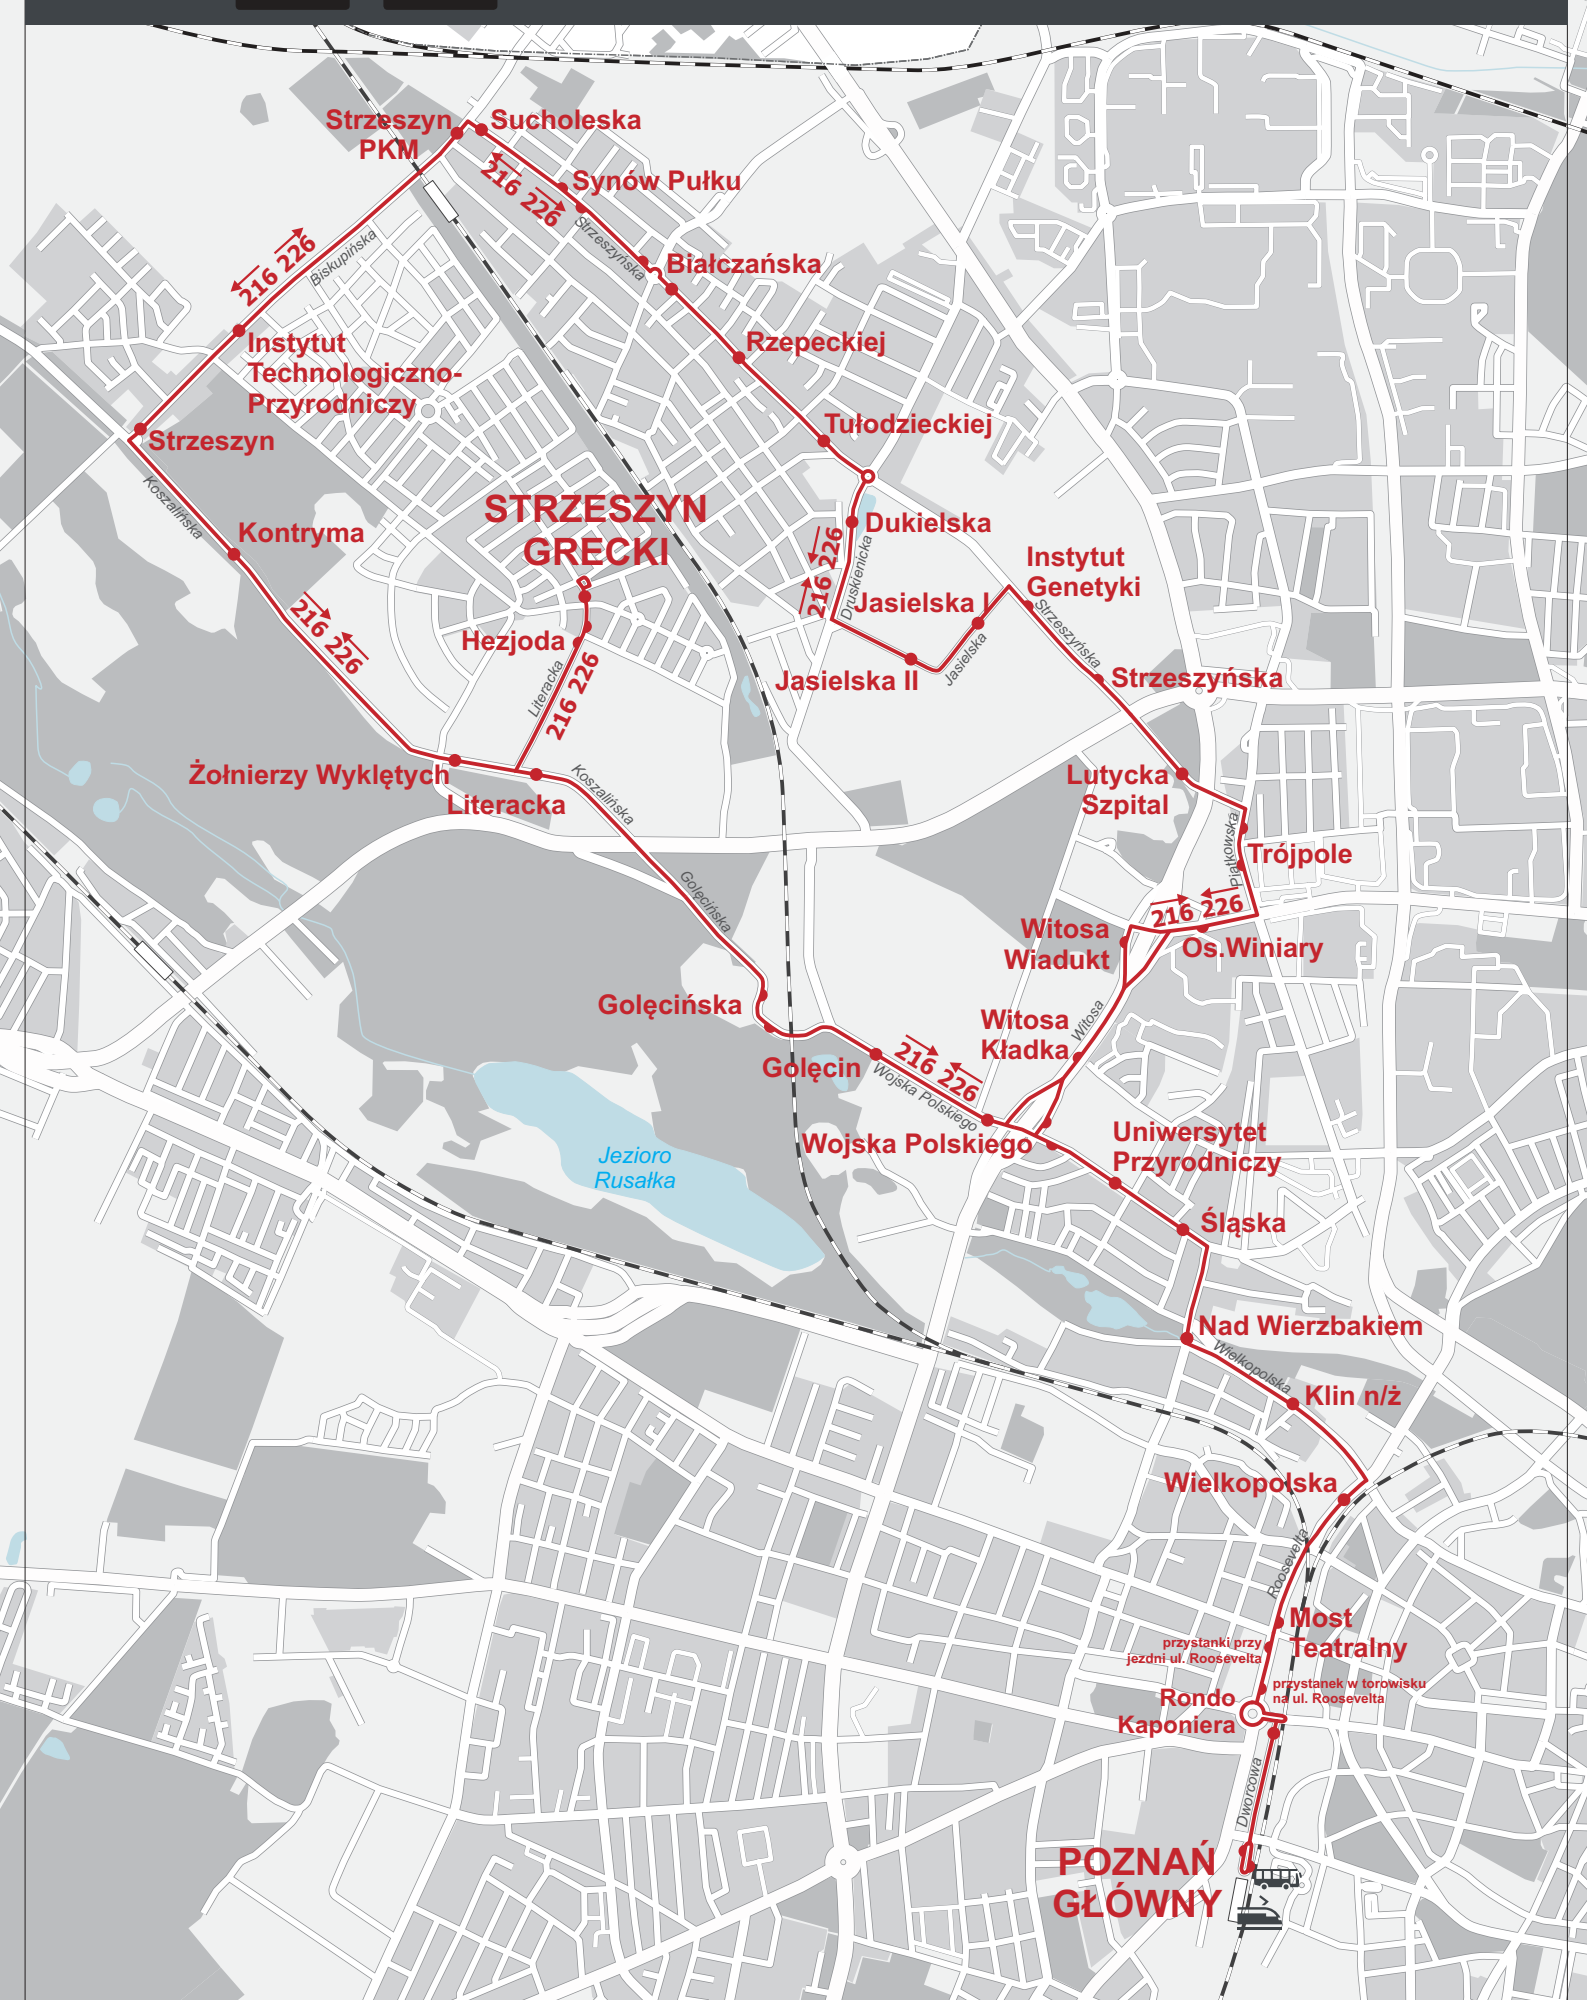 Strzeszyn
PKM
Sucholeska
216 226
Synów Pułku
Strzeszyńska
Białczańska
216 226
Biskupińska
Rzepeckiej
Instytut
Technologiczno-
Przyrodniczy
Tułodzieckiej
Strzeszyn
Koszalińska
Kontryma
STRZESZYN
GRECKI
Dukielska
216 226
Druskienicka
Instytut
Genetyki
Jasielska I
Strzeszyńska
216 226
Hezjoda
Literacka
216 226
Jasielska II
Jasielska
Strzeszyńska
Żołnierzy Wyklętych
Literacka
Koszalińska
Lutycka
Szpital
Piątkowska
Trójpole
Golęcińska
216 226
Witosa
Wiadukt
Os.Winiary
Golęcińska
Witosa
Kładka
Witosa
Golęcin
216 226
Wojska Polskiego
Wojska Polskiego
Uniwersytet
Przyrodniczy
Jezioro
Rusałka
Śląska
Nad Wierzbakiem
Wielkopolska
Klin n/ż
Wielkopolska
Roosevelta
Most
Teatralny
przystanki przy
jezdni ul. Roosevelta
przystanek w torowisku
na ul. Roosevelta
Rondo
Kaponiera
Dworcowa
POZNAŃ
GŁÓWNY